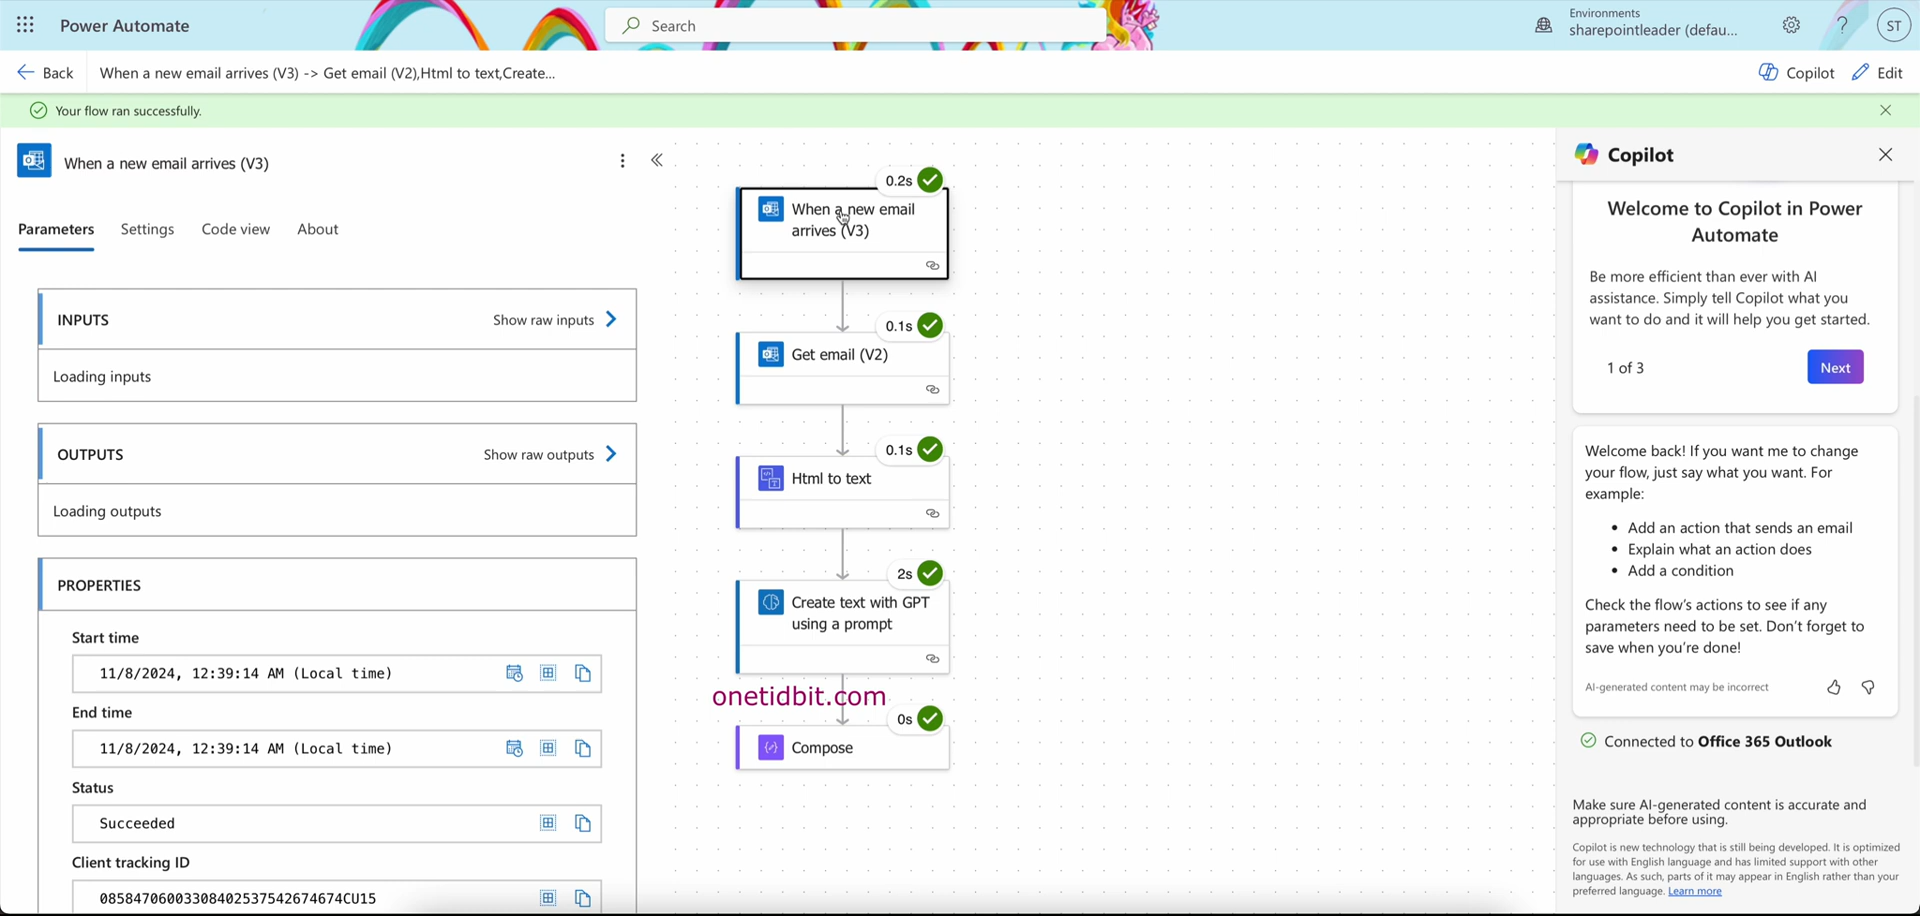 Power Automate
Search
Environments
sharepointleader (defau...
ST
Back
When a new email arrives (V3) -> Get email (V2),Html to text,Create...
Copilot
Edit
Your flow ran successfully.
When a new email arrives (V3)
Parameters
Settings
Code view
About
INPUTS
Show raw inputs
Loading inputs
OUTPUTS
Show raw outputs
Loading outputs
PROPERTIES
Start time
11/8/2024, 12:39:14 AM (Local time)
End time
11/8/2024, 12:39:14 AM (Local time)
Status
Succeeded
Client tracking ID
08584706003308402537542674674CU15
0.2s
When a new email
arrives (V3)
0.1s
Get email (V2)
0.1s
Html to text
2s
Create text with GPT
using a prompt
onetidbit.com
0s
Compose
Copilot
Welcome to Copilot in Power
Automate
Be more efficient than ever with AI
assistance. Simply tell Copilot what you
want to do and it will help you get started.
1 of 3
Next
Welcome back! If you want me to change
your flow, just say what you want. For
example:
• Add an action that sends an email
• Explain what an action does
• Add a condition
Check the flow's actions to see if any
parameters need to be set. Don't forget to
save when you're done!
AI-generated content may be incorrect
Connected to Office 365 Outlook
Make sure AI-generated content is accurate and
appropriate before using.
Copilot is new technology that is still being developed. It is optimized
for use with English language and has limited support with other
languages. As such, parts of it may appear in English rather than your
preferred language. Learn more